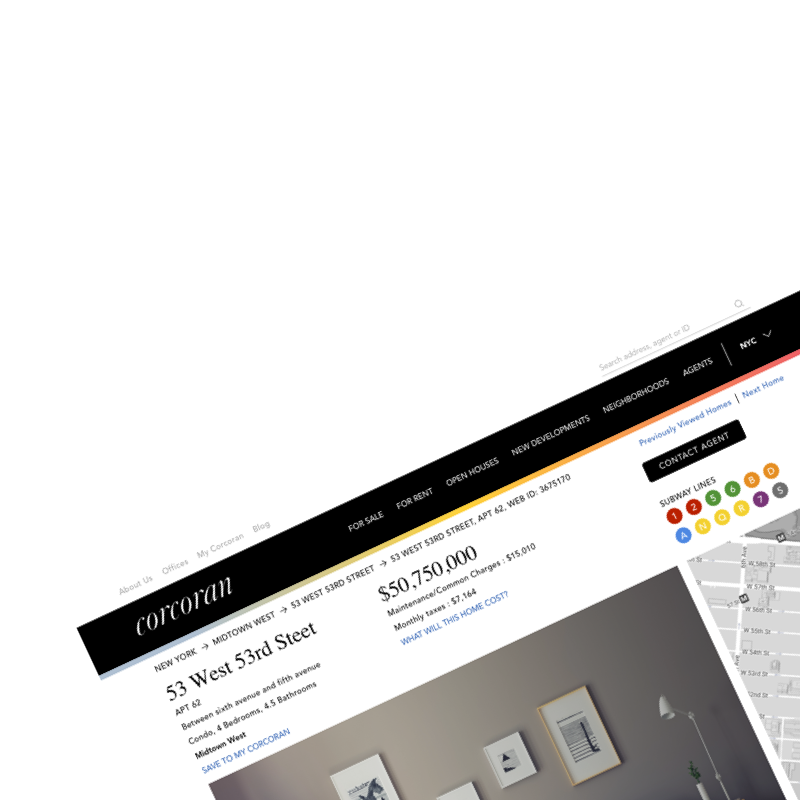 Search address, agent or ID
About Us Offices My Corcoran Blog
corcoran FOR SALE FOR RENT OPEN HOUSES NEW DEVELOPMENTS NEIGHBORHOODS AGENTS NYC
NEW YORK → MIDTOWN WEST → 53 WEST 53RD STREET → 53 WEST 53RD STREET, APT 62, WEB ID: 3675170
Previously Viewed Homes | Next Home
53 West 53rd Steet
APT 62
Between sixth avenue and fifth avenue
Condo, 4 Bedrooms, 4.5 Bathrooms
Midtown West
SAVE TO MY CORCORAN
$50,750,000
Maintenance/Common Charges : $15,010
Monthly taxes : $7,164
WHAT WILL THIS HOME COST?
CONTACT AGENT
SUBWAY LINES
1 2 5 6 B D
A N Q R 7 S
M
W 58th St
6th Ave
W 57th St
57 St M
W 56th St
W 55th St
W 54th St
W 53rd St
W 52nd St